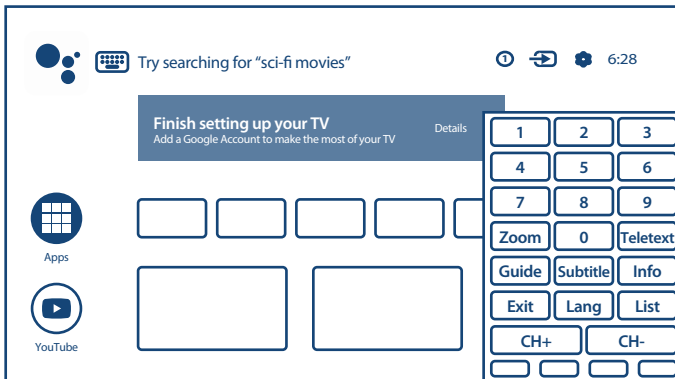 Try searching for “sci-fi movies”
1
6:28
Finish setting up your TV
Add a Google Account to make the most of your TV
Details
1 2 3
4 5 6
7 8 9
Zoom 0 Teletext
Guide Subtitle Info
Exit Lang List
CH+ CH-
Apps
YouTube